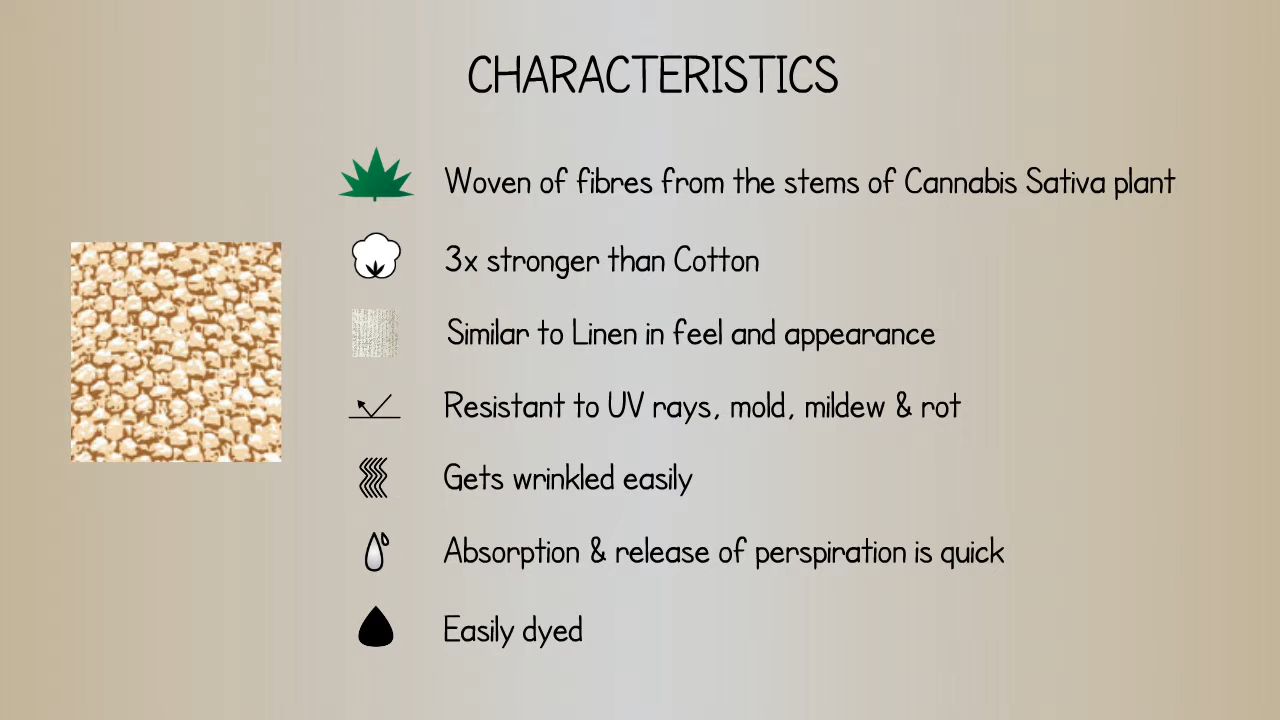 CHARACTERISTICS
Woven of fibres from the stems of Cannabis Sativa plant
3x stronger than Cotton
Similar to Linen in feel and appearance
Resistant to UV rays, mold, mildew & rot
Gets wrinkled easily
Absorption & release of perspiration is quick
Easily dyed